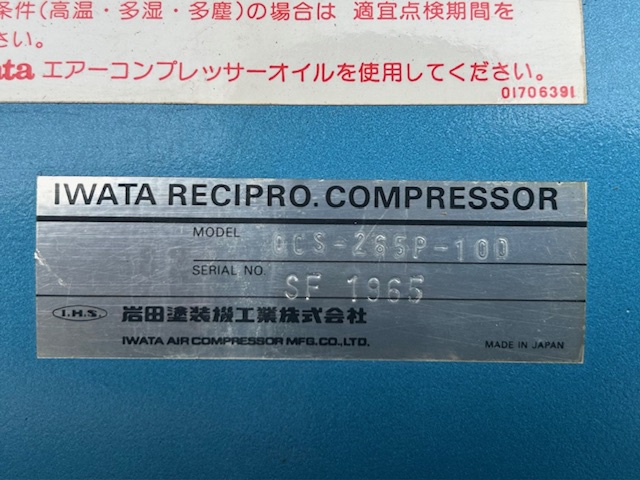 条件(高温・多湿・多塵)の場合は 適宜点検期間を
さい。
ata エアーコンプレッサーオイルを使用してください。
01706391
IWATA RECIPRO. COMPRESSOR
MODEL CCS-265P-100
SERIAL NO. SF 1965
I.H.S. 岩田塗装機工業株式会社
IWATA AIR COMPRESSOR MFG.CO.,LTD. MADE IN JAPAN